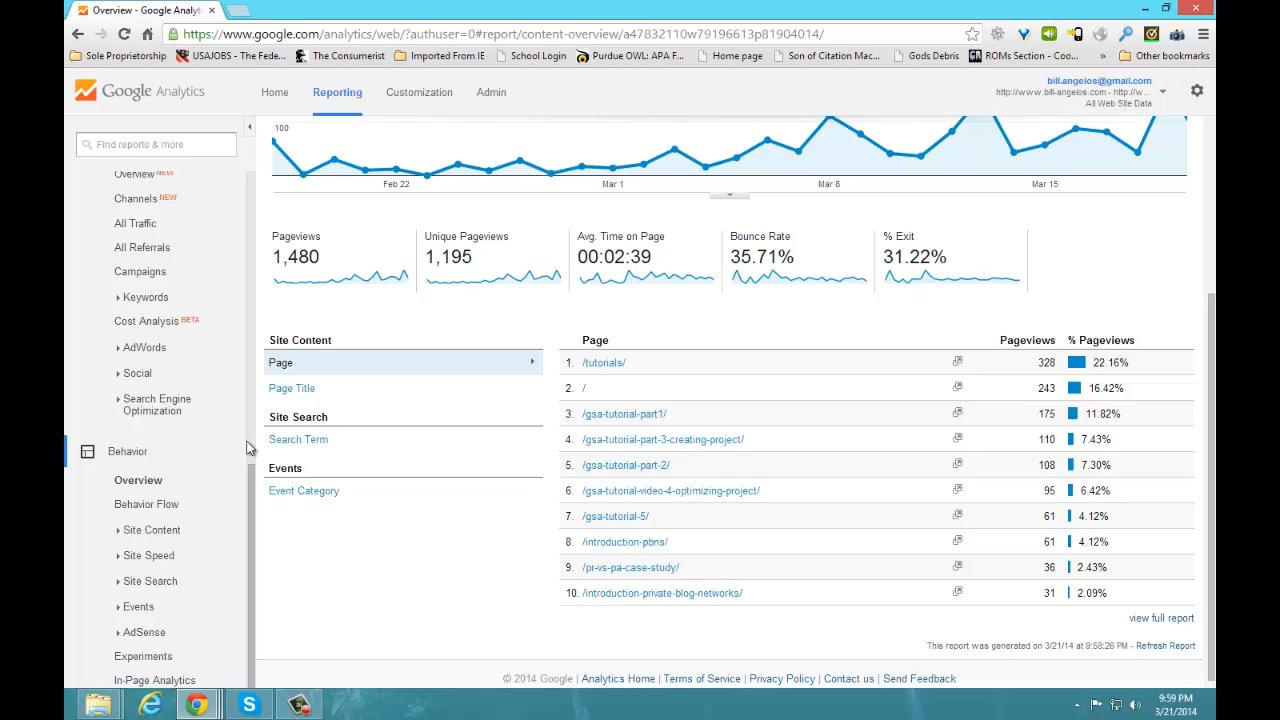 Overview - Google Analytics
https://www.google.com/analytics/web/?authuser=0#report/content-overview/a47832110w79196613p81904014/
Sole Proprietorship
USAJOBS - The Fede...
The Consumerist
Imported From IE
School Login
Purdue OWL: APA F...
Home page
Son of Citation Mac...
Gods Debris
ROMs Section - Coo...
»
Other bookmarks
Google Analytics
Home
Reporting
Customization
Admin
bill.angelos@gmail.com
http://www.bill-angelos.com - http://w...
All Web Site Data
Find reports & more
Overview NEW
Channels NEW
All Traffic
All Referrals
Campaigns
Keywords
Cost Analysis BETA
AdWords
Social
Search Engine
Optimization
Behavior
Overview
Behavior Flow
Site Content
Site Speed
Site Search
Events
AdSense
Experiments
In-Page Analytics
100
Feb 22
Mar 1
Mar 8
Mar 15
Pageviews
1,480
Unique Pageviews
1,195
Avg. Time on Page
00:02:39
Bounce Rate
35.71%
% Exit
31.22%
Site Content
Page
Page Title
Site Search
Search Term
Events
Event Category
Page Pageviews % Pageviews
1. /tutorials/ 328 22.16%
2. / 243 16.42%
3. /gsa-tutorial-part1/ 175 11.82%
4. /gsa-tutorial-part-3-creating-project/ 110 7.43%
5. /gsa-tutorial-part-2/ 108 7.30%
6. /gsa-tutorial-video-4-optimizing-project/ 95 6.42%
7. /gsa-tutorial-5/ 61 4.12%
8. /introduction-pbns/ 61 4.12%
9. /pr-vs-pa-case-study/ 36 2.43%
10. /introduction-private-blog-networks/ 31 2.09%
view full report
This report was generated on 3/21/14 at 9:58:26 PM - Refresh Report
© 2014 Google | Analytics Home | Terms of Service | Privacy Policy | Contact us | Send Feedback
9:59 PM
3/21/2014